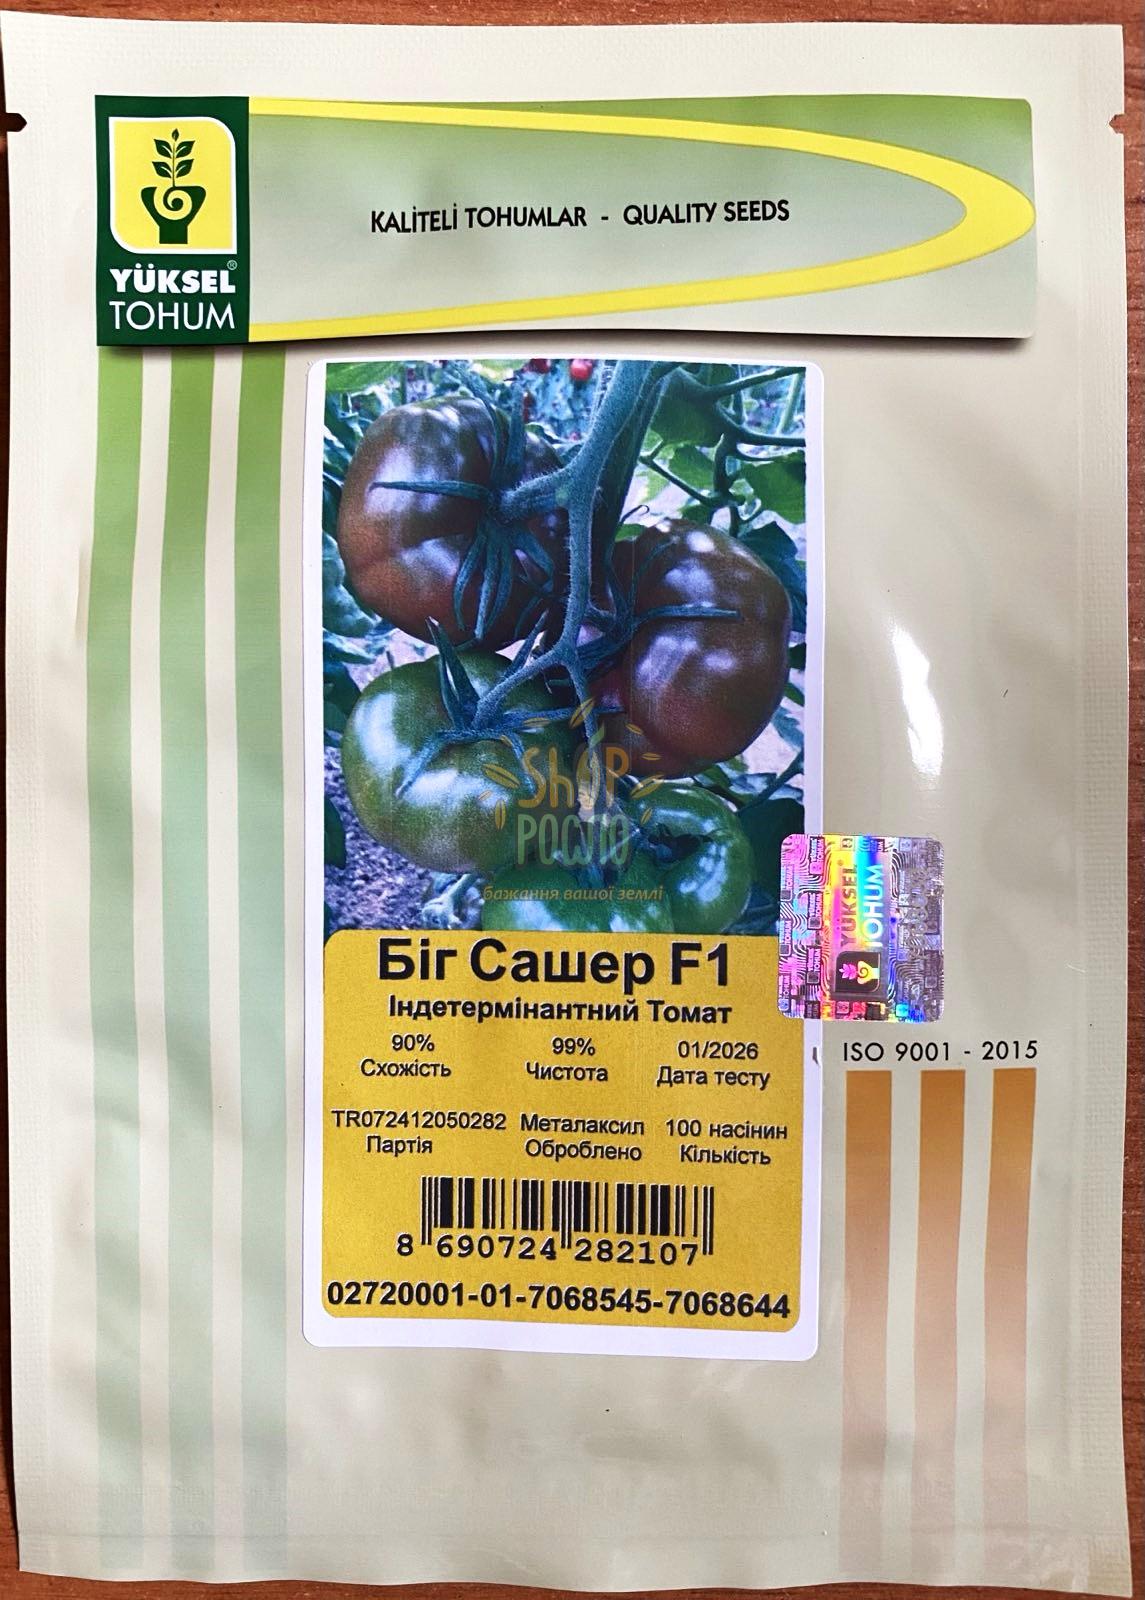 KALİTELİ TOHUMLAR - QUALITY SEEDS
YÜKSEL®
TOHUM
SHOP
РОСЛЮ
бажання вашої землі
Біг Сашер F1
Індетермінантний Томат
90% 99% 01/2026
Схожість Чистота Дата тесту
TR072412050282 Металаксил 100 насінин
Партія Оброблено Кількість
8 690724 282107
02720001-01-7068545-7068644
YÜKSEL®
TOHUM
ISO 9001 - 2015